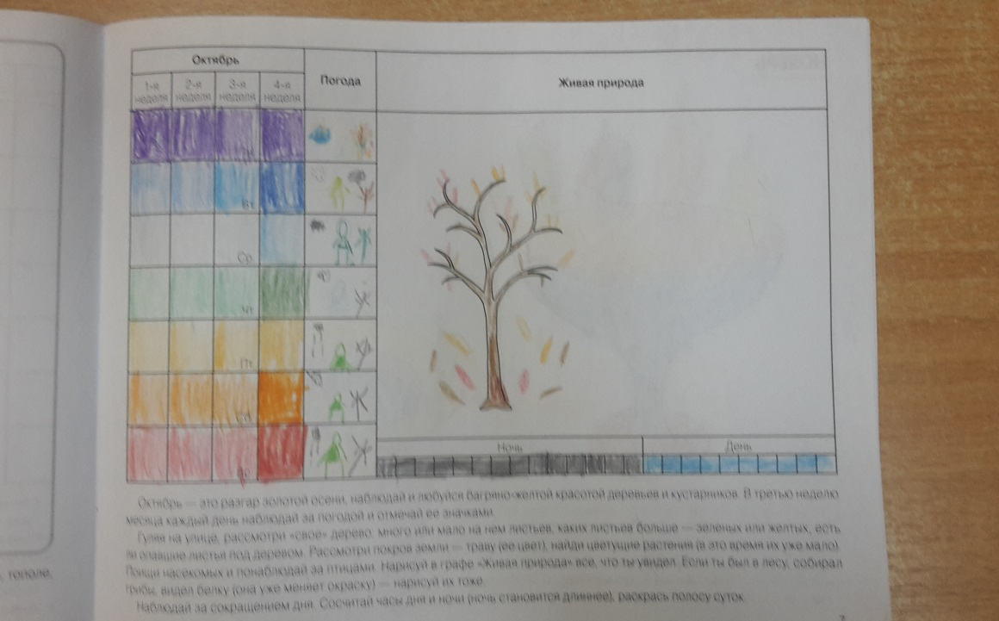 Октябрь
Погода
Живая природа
1-я неделя
2-я неделя
3-я неделя
4-я неделя
Вт.
Ср.
Чт.
Пт.
Ночь
День
Октябрь — это разгар золотой осени, наблюдай и любуйся багряно-желтой красотой деревьев и кустарников. В третью неделю
месяца каждый день наблюдай за погодой и отмечай ее значками.
Гуляя на улице, рассмотри «свое» дерево: много или мало на нем листьев, каких листьев больше — зеленых или желтых, есть
ли опавшие листья под деревом. Рассмотри покров земли — траву (ее цвет), найди цветущие растения (в это время их уже мало).
Поищи насекомых и понаблюдай за птицами. Нарисуй в графе «Живая природа» все, что ты увидел. Если ты был в лесу, собирал
грибы, видел белку (она уже меняет окраску) — нарисуй их тоже.
Наблюдай за сокращением дня. Сосчитай часы дня и ночи (ночь становится длиннее), раскрась полосу суток.
, тополе,